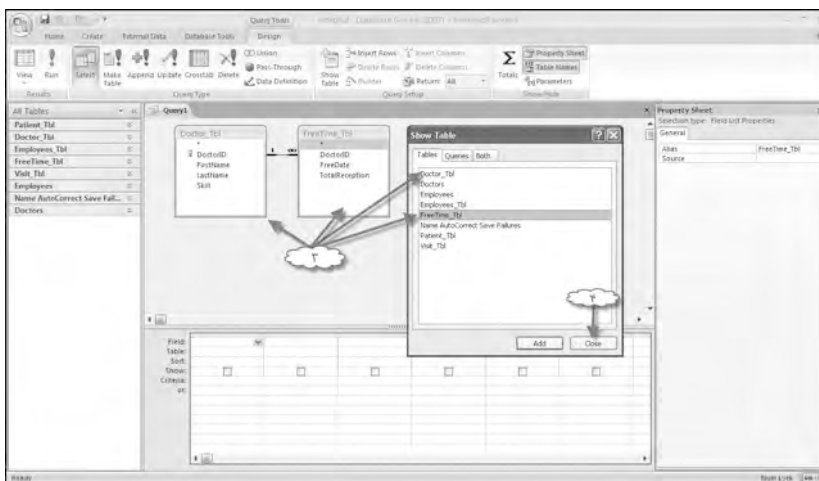 Query Tools
Home Create External Data Database Tools Design
View Run Select Make Table Append Update Crosstab Delete
Union
Pass-Through
Data Definition
Show Table
Insert Rows
Delete Rows
Builder
Insert Columns
Delete Columns
Return: All
Totals
Property Sheet
Table Names
Parameters
Results Query Type Query Setup Show/Hide
All Tables
Patient_Tbl
Doctor_Tbl
Employees_Tbl
FreeTime_Tbl
Visit_Tbl
Employees
Name AutoCorrect Save Fail...
Doctors
Query1
Doctor_Tbl
*
DoctorID
FirstName
LastName
Skill
1 ∞
FreeTime_Tbl
*
DoctorID
FreeDate
TotalReception
۳
Show Table
Tables Queries Both
Doctor_Tbl
Doctors
Employees
Employees_Tbl
FreeTime_Tbl
Name AutoCorrect Save Failures
Patient_Tbl
Visit_Tbl
۴
Add Close
Property Sheet
Selection type: Field List Properties
General
Alias FreeTime_Tbl
Source
Field:
Table:
Sort:
Show:
Criteria:
or:
Ready
Num Lock